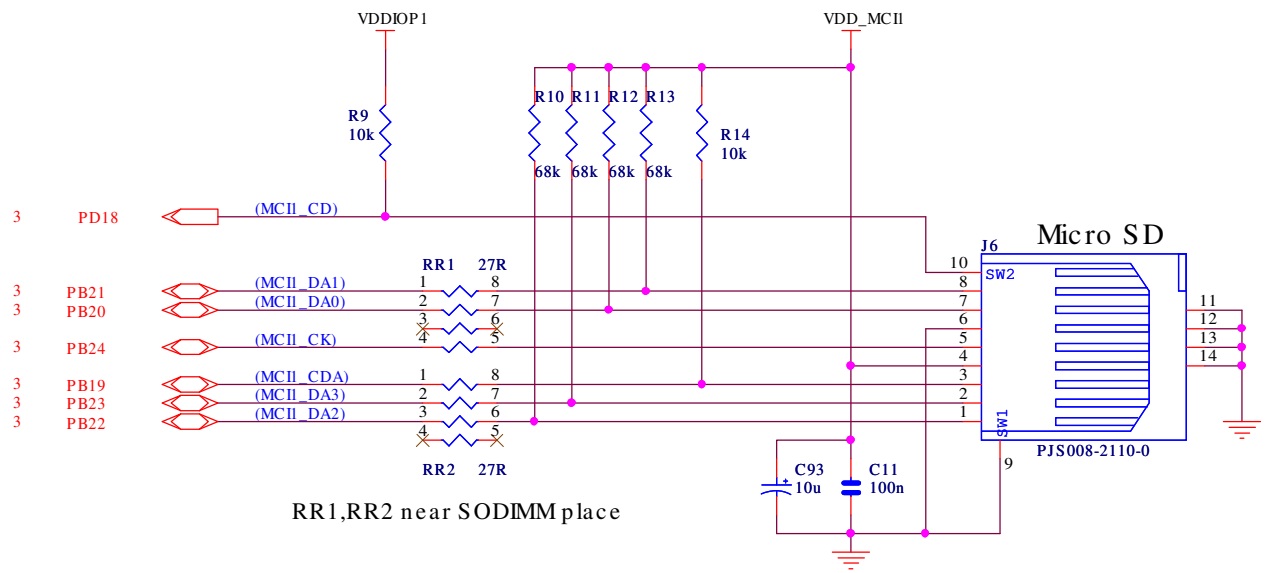 VDDIOP1
VDD_MCI1
R9
10k
R10 R11 R12 R13
68k 68k 68k 68k
R14
10k
3 PD18 (MCI1_CD)
Micro SD
J6
10
SW2
RR1 27R
3 PB21 (MCI1_DA1) 1 8 8
3 PB20 (MCI1_DA0) 2 7 7
3 6 6
3 PB24 (MCI1_CK) 4 5 5
4
3 PB19 (MCI1_CDA) 1 8 3
3 PB23 (MCI1_DA3) 2 7 2
3 PB22 (MCI1_DA2) 3 6 1
4 5
RR2 27R
11
12
13
14
SW1
9
PJS008-2110-0
C93
10u
C11
100n
RR1,RR2 near SODIMM place